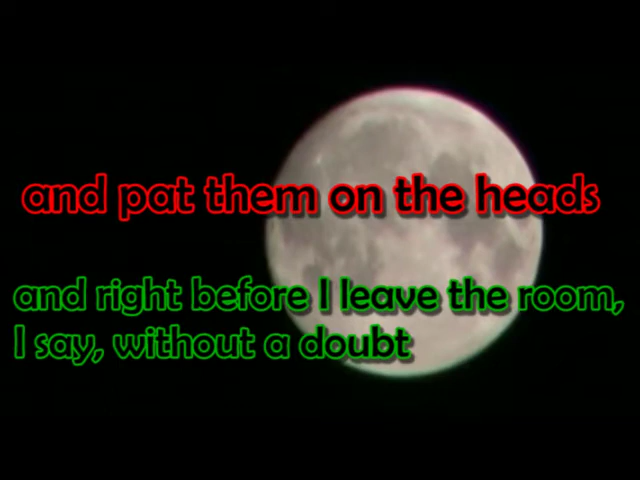 and pat them on the heads
and right before I leave the room,
I say, without a doubt